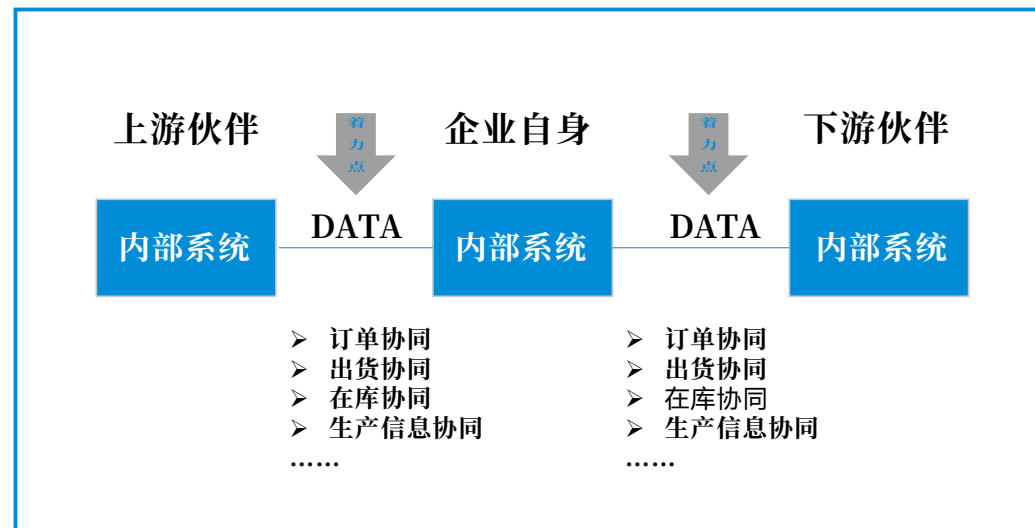 上游伙伴
着力点
企业自身
着力点
下游伙伴
内部系统
DATA
内部系统
DATA
内部系统
➢ 订单协同
➢ 出货协同
➢ 在库协同
➢ 生产信息协同
……
➢ 订单协同
➢ 出货协同
➢ 在库协同
➢ 生产信息协同
……